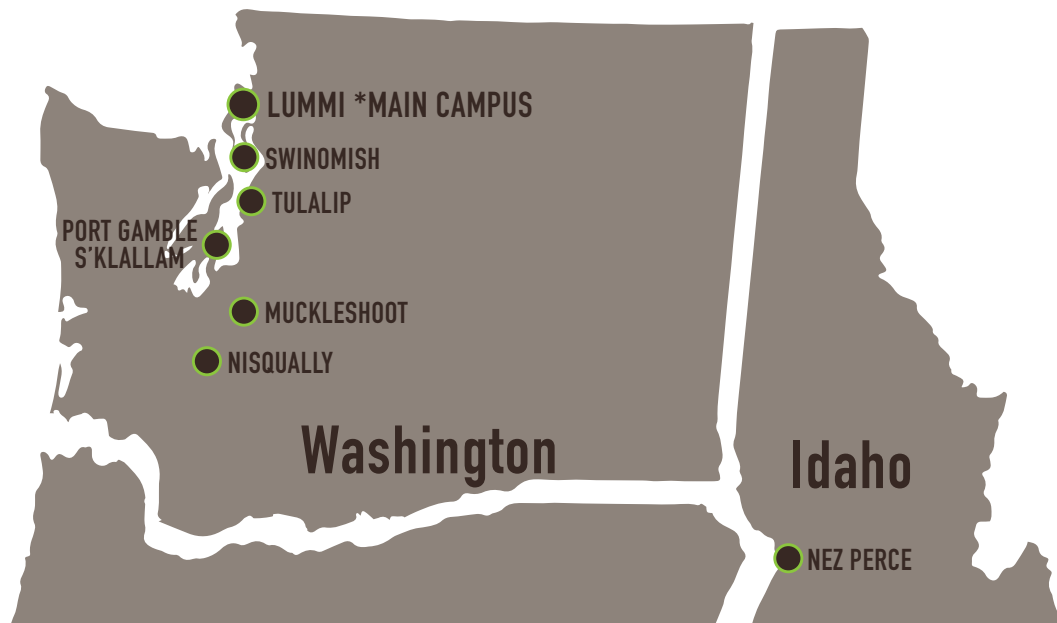 LUMMI *MAIN CAMPUS
SWINOMISH
TULALIP
PORT GAMBLE
S'KLALLAM
MUCKLESHOOT
NISQUALLY
Washington
Idaho
NEZ PERCE